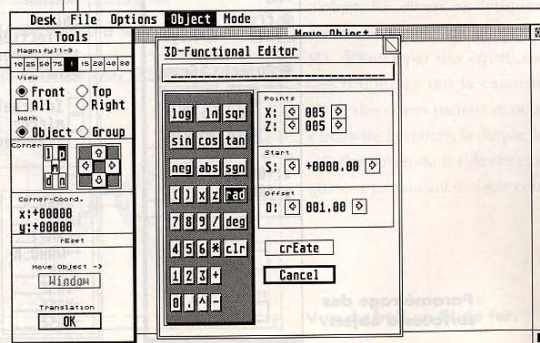 Desk File Options Object Mode
Tools
Move Object
Magnify:1-9
10 25 50 75 1 15 20 40 80
View
Front Top
All Right
Work
Object Group
Corner
l p
n
d n
Corner-Coord.
x:+00000
y:+00000
rEset
Move Object ->
Window
Translation
OK
3D-Functional Editor
log ln sqr
sin cos tan
neg abs sgn
( ) x z rad
7 8 9 / deg
4 5 6 * clr
1 2 3 +
0 . ^ -
Points
X: 005
Z: 005
Start
S: +0000.00
Offset
O: 001.00
crEate
Cancel
Paramétrage des